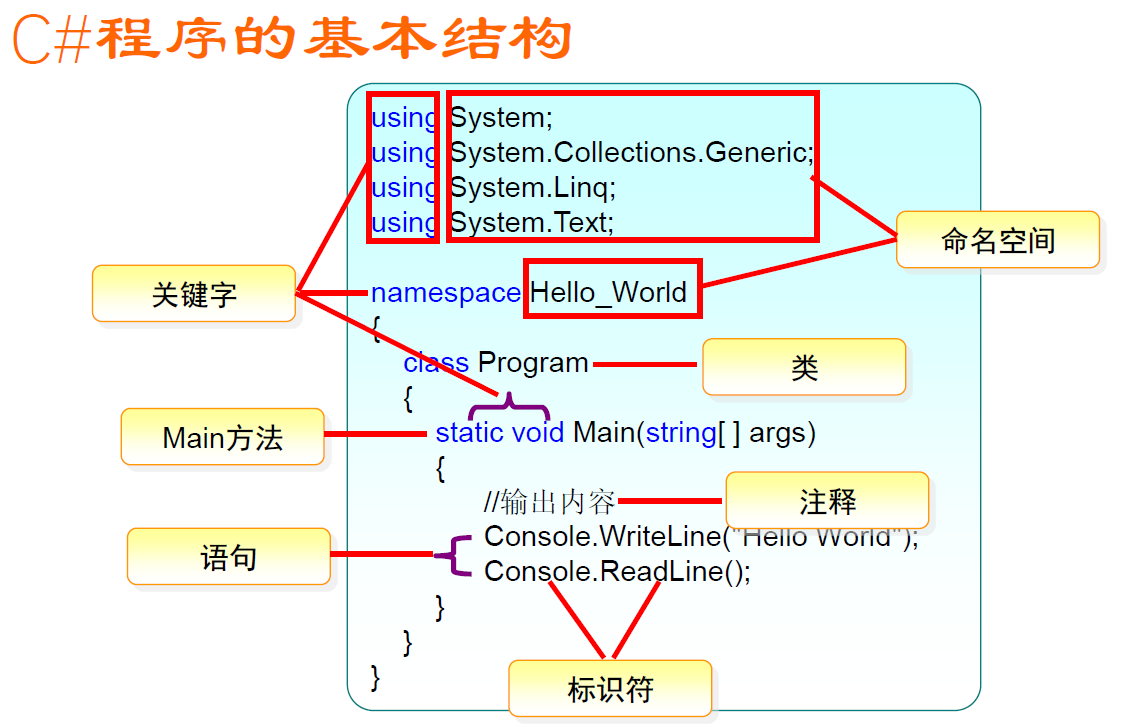 C#程序的基本结构
using System;
using System.Collections.Generic;
using System.Linq;
using System.Text;
命名空间
关键字
namespace Hello_World
{
class Program
类
{
Main方法
static void Main(string[ ] args)
{
//输出内容
注释
Console.WriteLine("Hello World");
语句
Console.ReadLine();
}
}
}
标识符